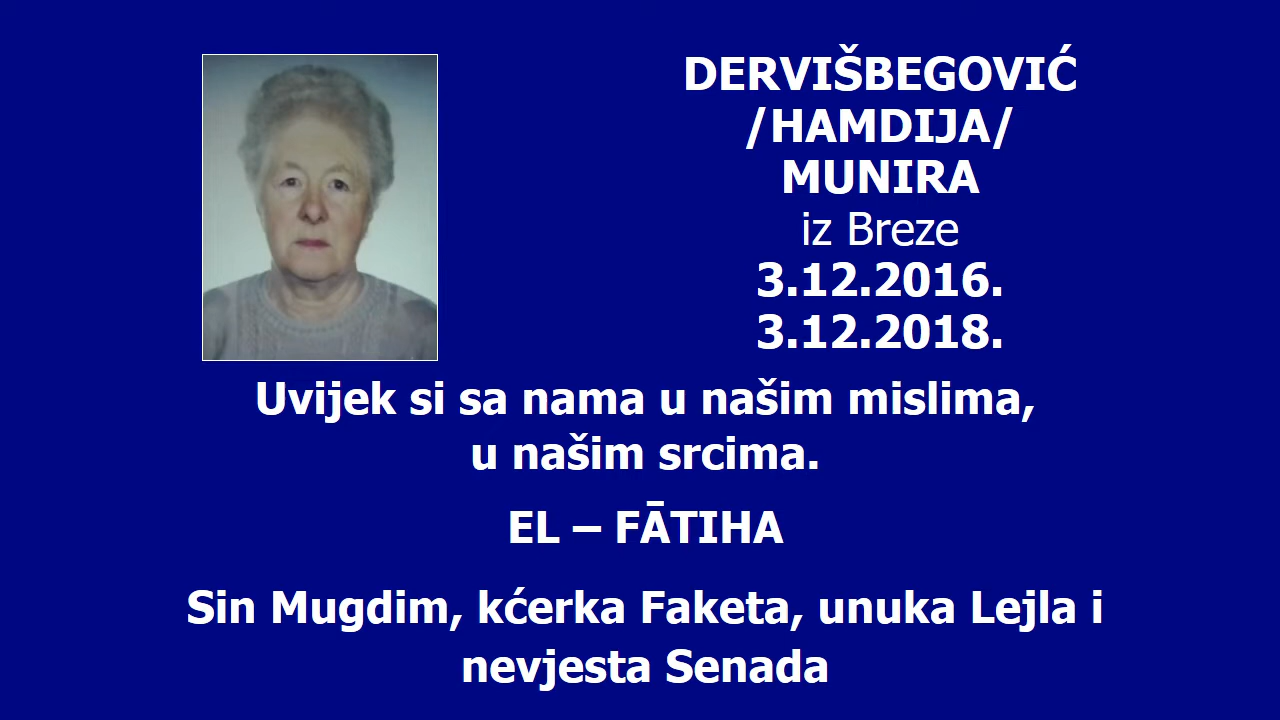 DERVIŠBEGOVIĆ
/HAMDIJA/
MUNIRA
iz Breze
3.12.2016.
3.12.2018.
Uvijek si sa nama u našim mislima,
u našim srcima.
EL – FĀTIHA
Sin Mugdim, kćerka Faketa, unuka Lejla i
nevjesta Senada